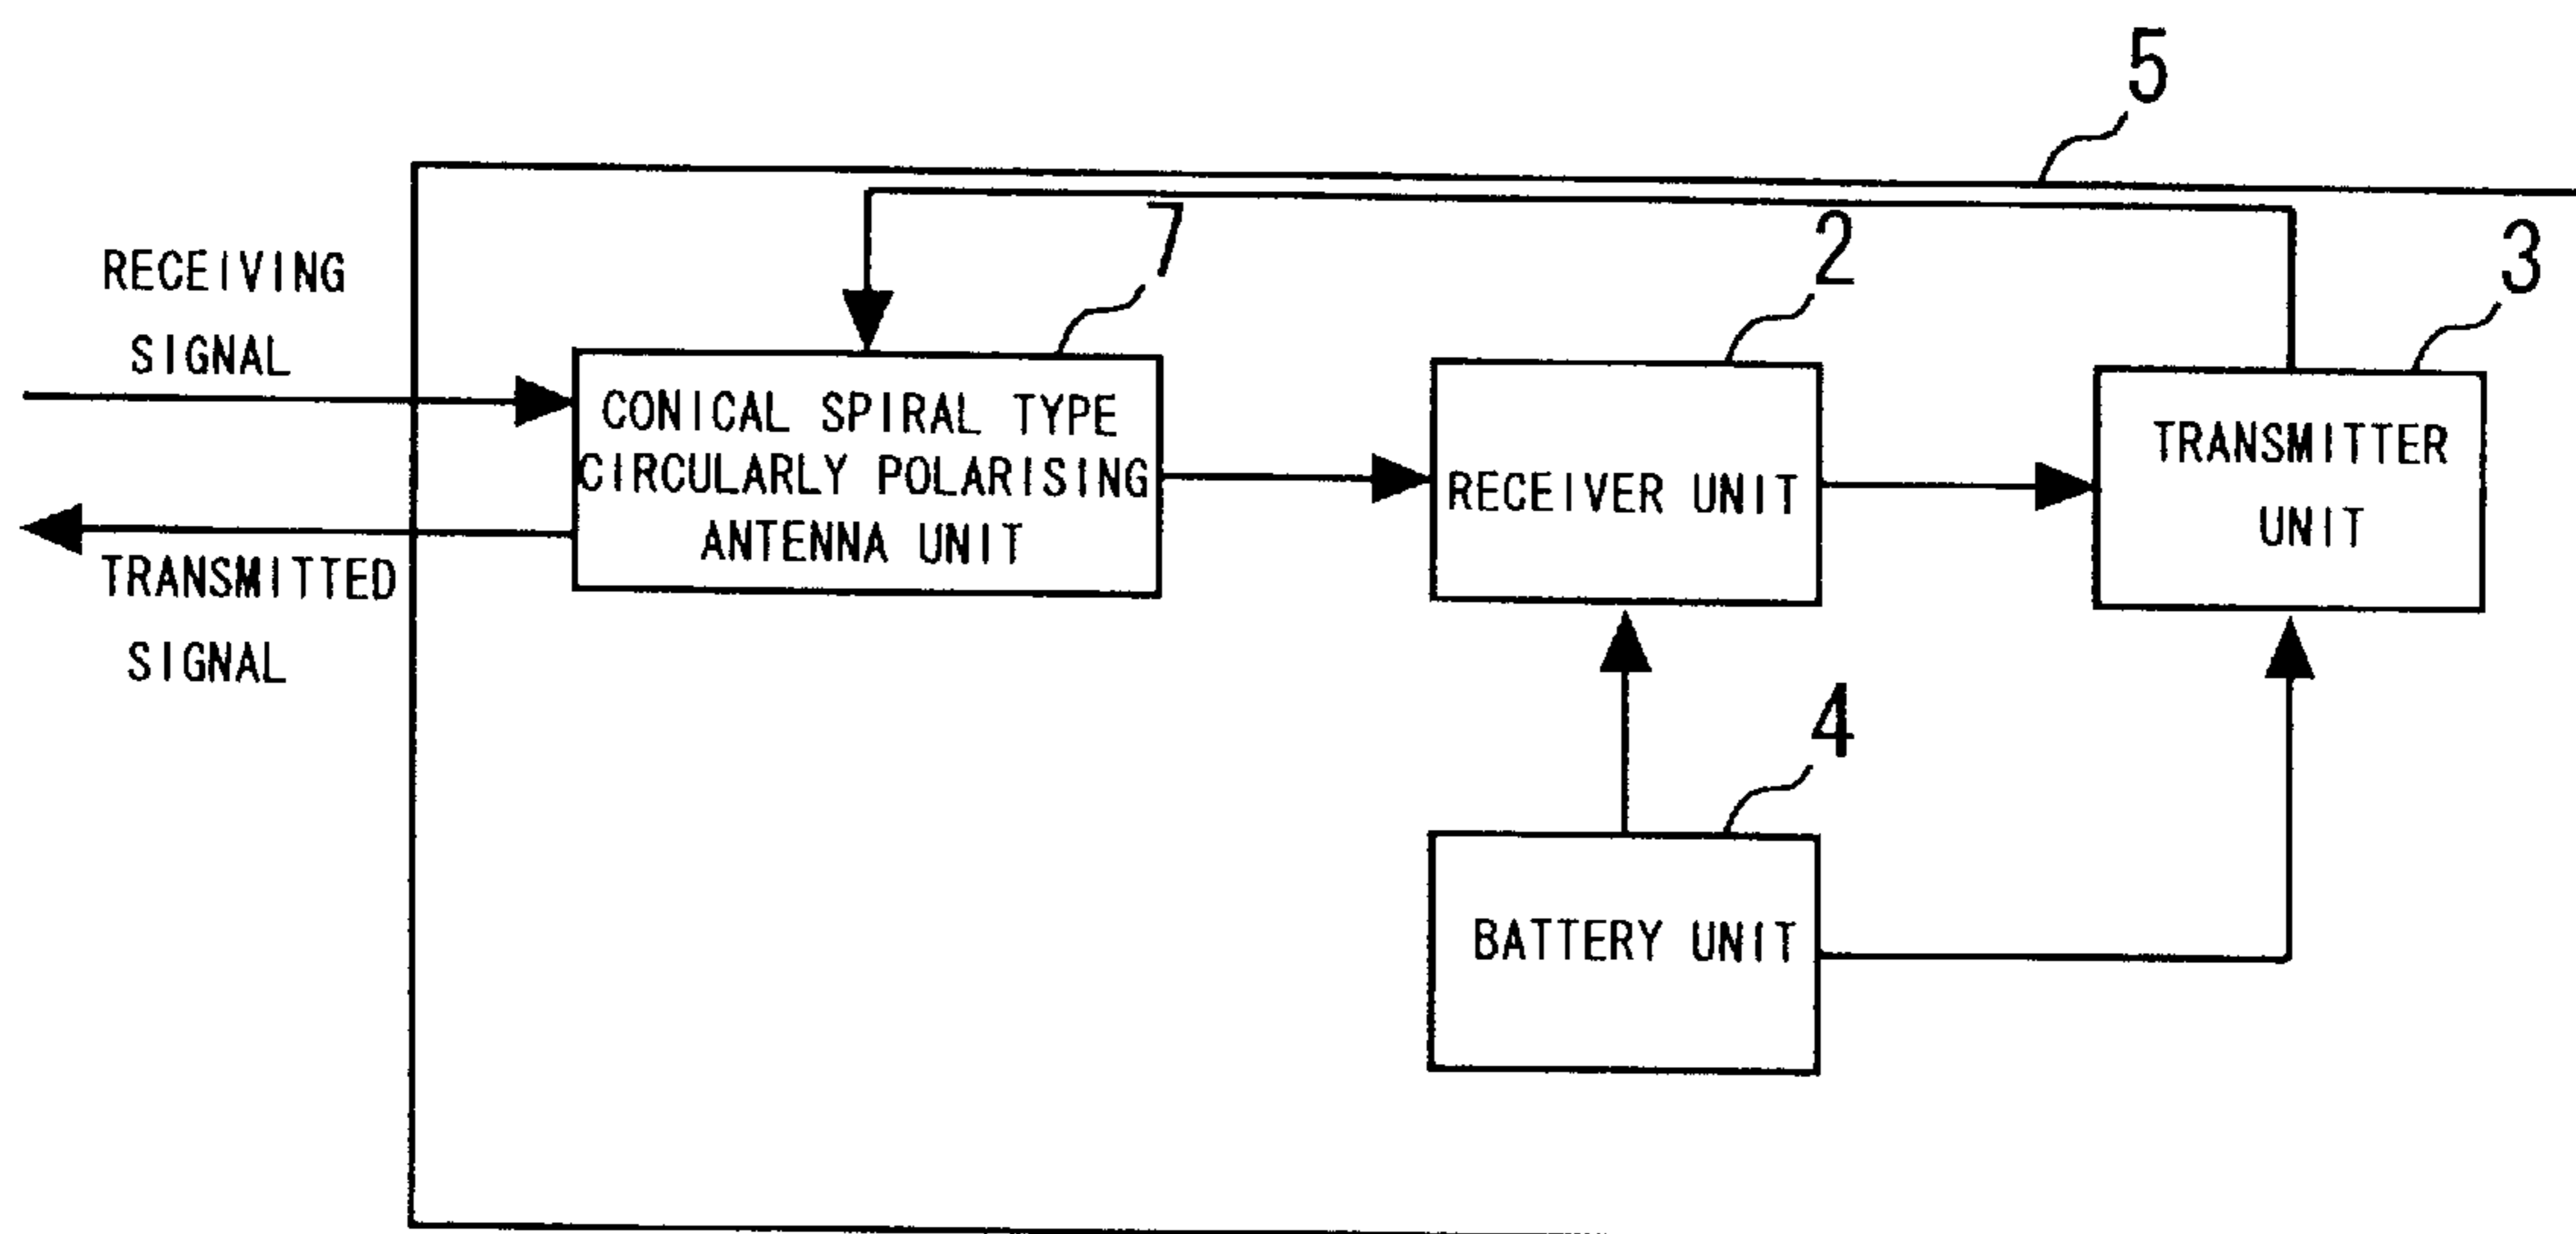 5
7
2
3
RECEIVING
SIGNAL
CONICAL SPIRAL TYPE
CIRCULARLY POLARISING
ANTENNA UNIT
RECEIVER UNIT
TRANSMITTER
UNIT
TRANSMITTED
SIGNAL
4
BATTERY UNIT